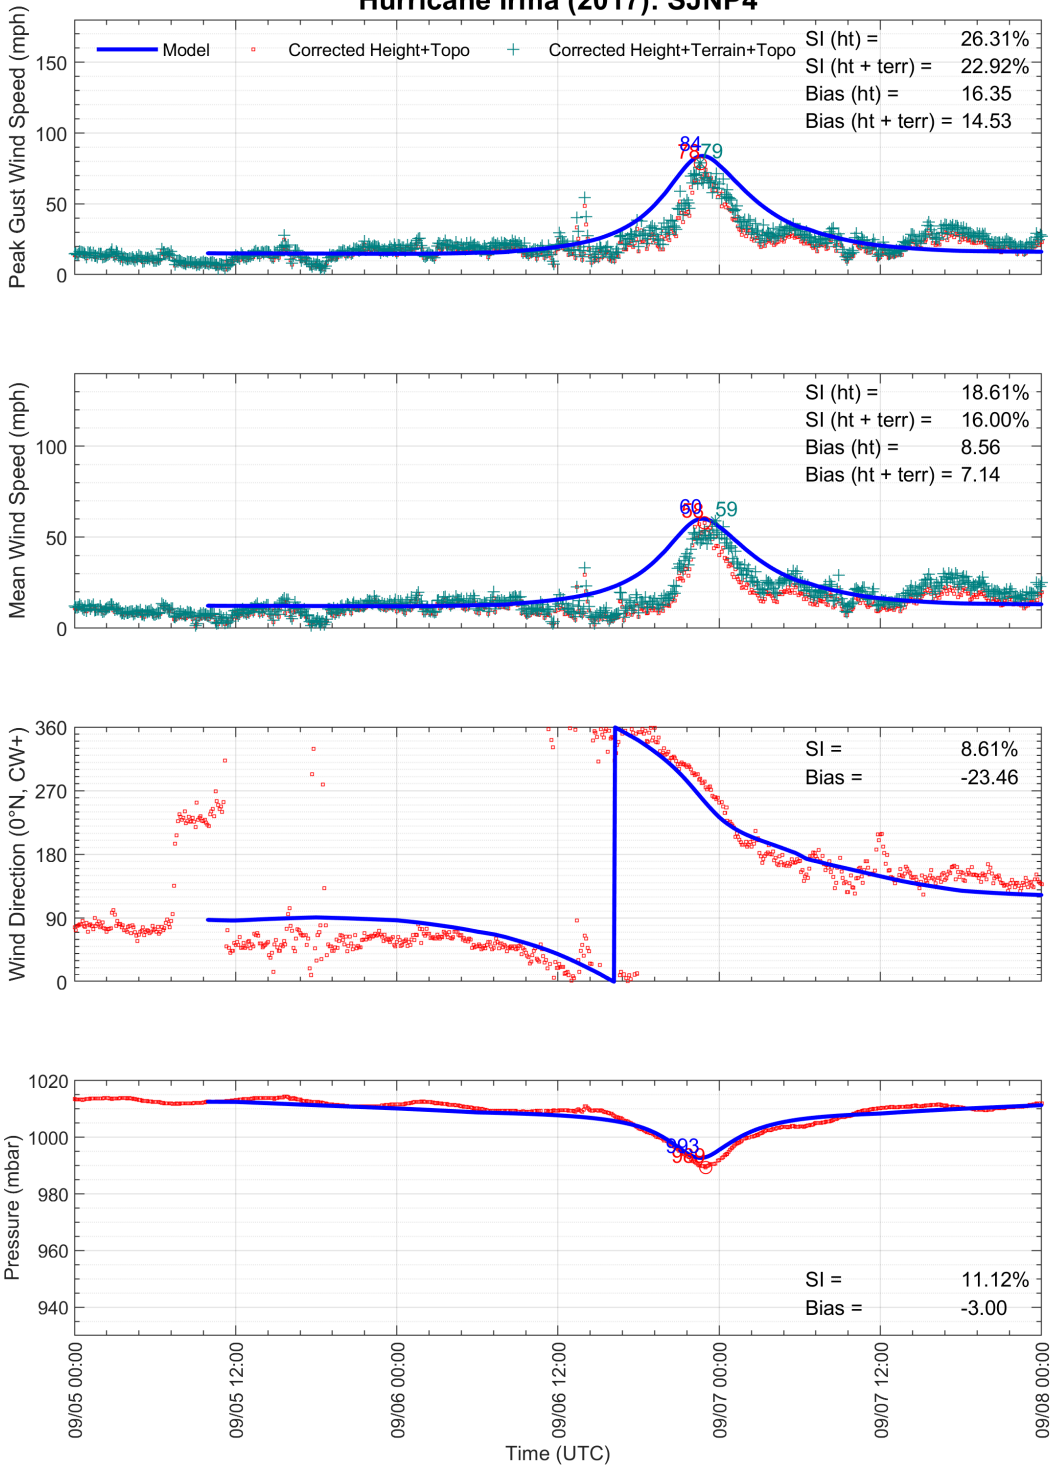 Hurricane Irma (2017): SJNP4
Peak Gust Wind Speed (mph)
150
100
50
0
Model
Corrected Height+Topo
Corrected Height+Terrain+Topo
SI (ht) = 26.31%
SI (ht + terr) = 22.92%
Bias (ht) = 16.35
Bias (ht + terr) = 14.53
84
78
79
Mean Wind Speed (mph)
100
50
0
SI (ht) = 18.61%
SI (ht + terr) = 16.00%
Bias (ht) = 8.56
Bias (ht + terr) = 7.14
60
59
Wind Direction (0°N, CW+)
360
270
180
90
0
SI = 8.61%
Bias = -23.46
Pressure (mbar)
1020
1000
980
960
940
993
SI = 11.12%
Bias = -3.00
09/05 00:00
09/05 12:00
09/06 00:00
09/06 12:00
09/07 00:00
09/07 12:00
09/08 00:00
Time (UTC)